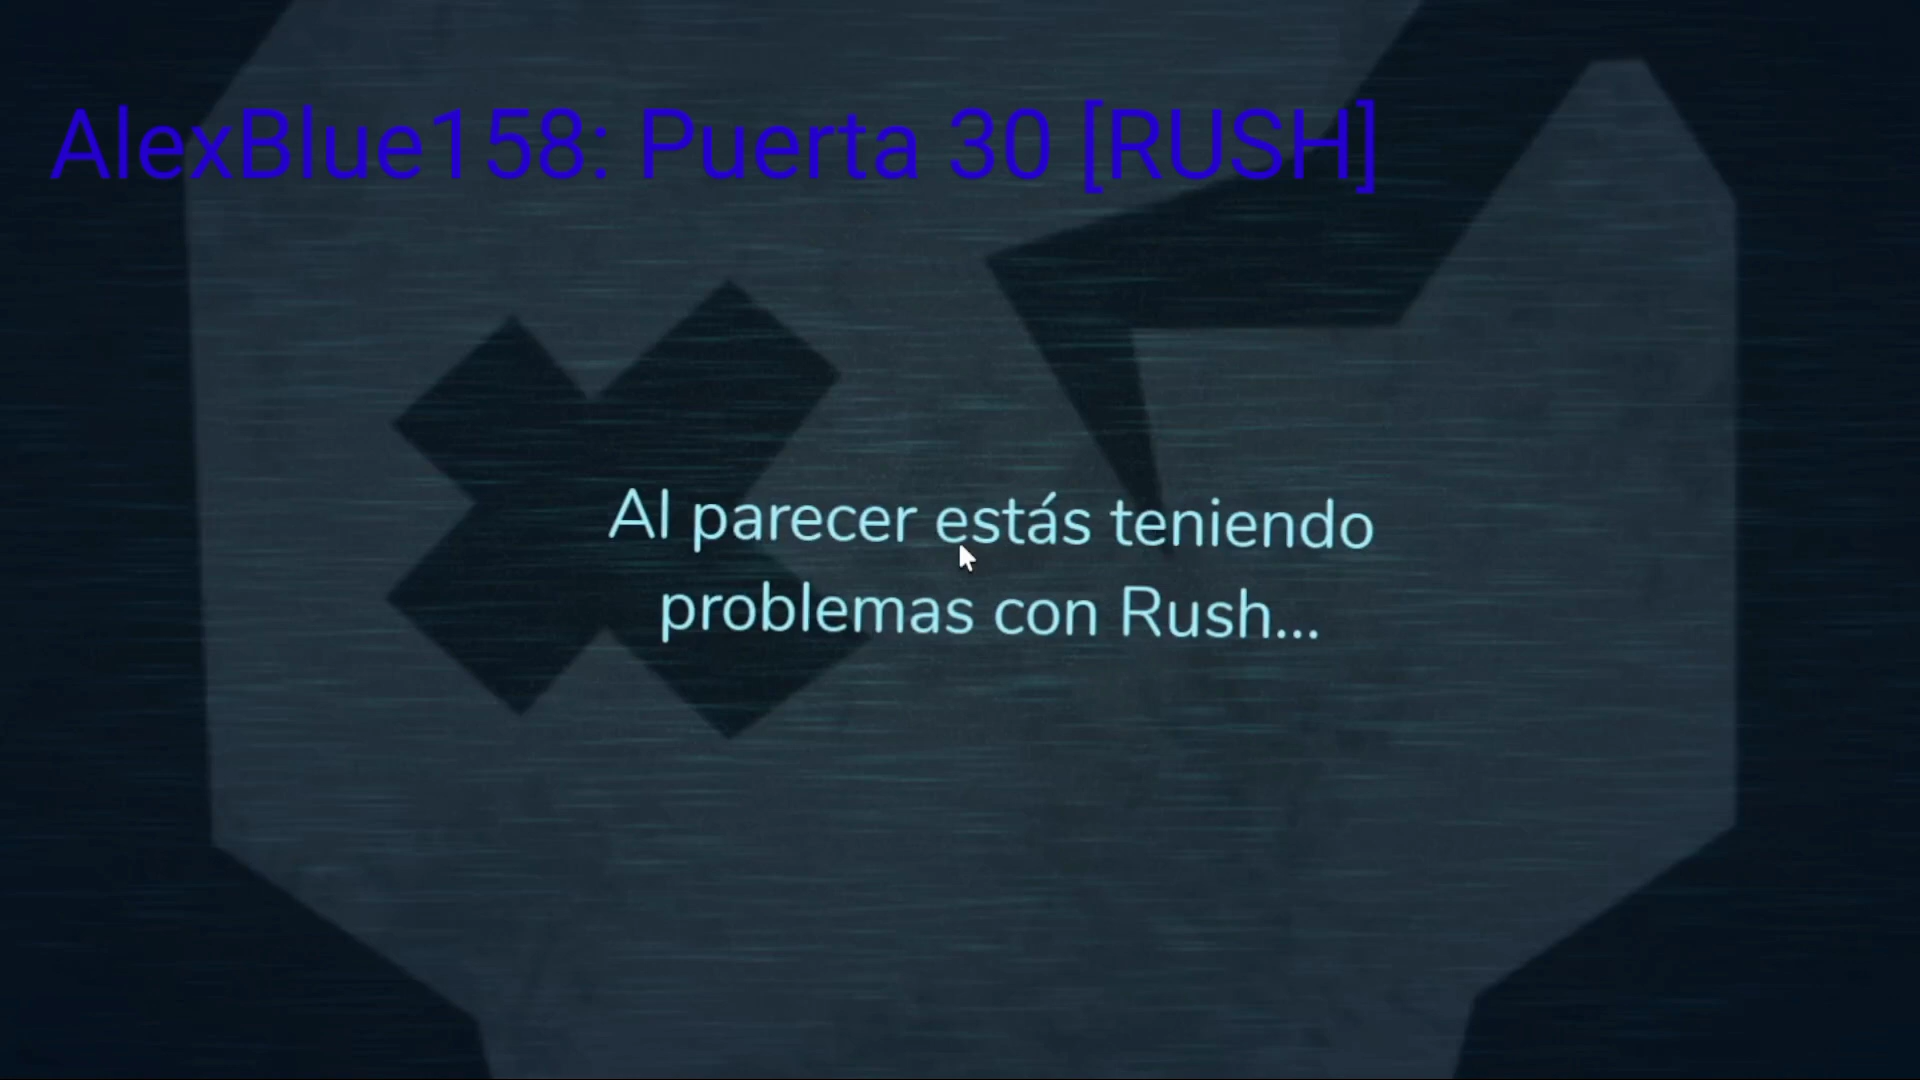 AlexBlue158: Puerta 30 [RUSH]
Al parecer estás teniendo
problemas con Rush...